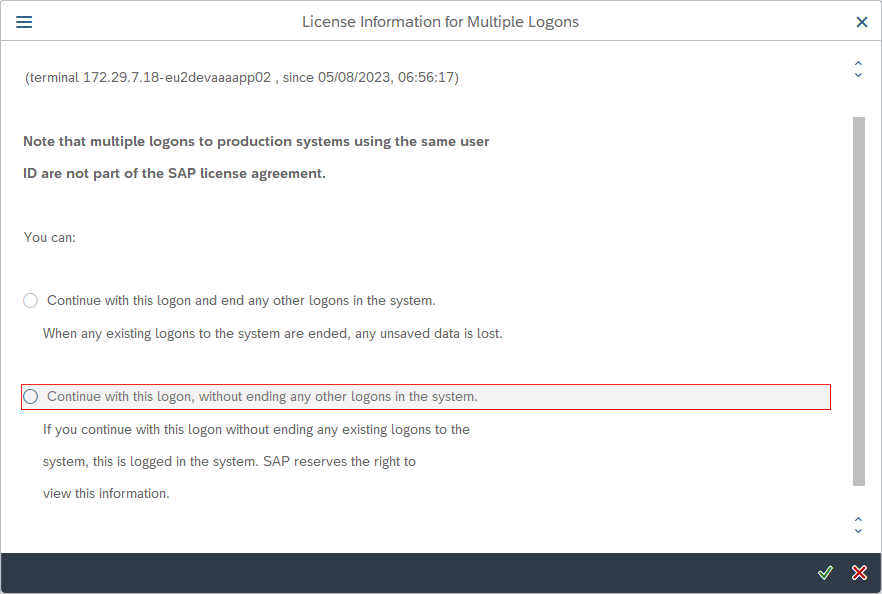 License Information for Multiple Logons
(terminal 172.29.7.18-eu2devaaaapp02 , since 05/08/2023, 06:56:17)
Note that multiple logons to production systems using the same user
ID are not part of the SAP license agreement.
You can:
Continue with this logon and end any other logons in the system.
When any existing logons to the system are ended, any unsaved data is lost.
Continue with this logon, without ending any other logons in the system.
If you continue with this logon without ending any existing logons to the
system, this is logged in the system. SAP reserves the right to
view this information.